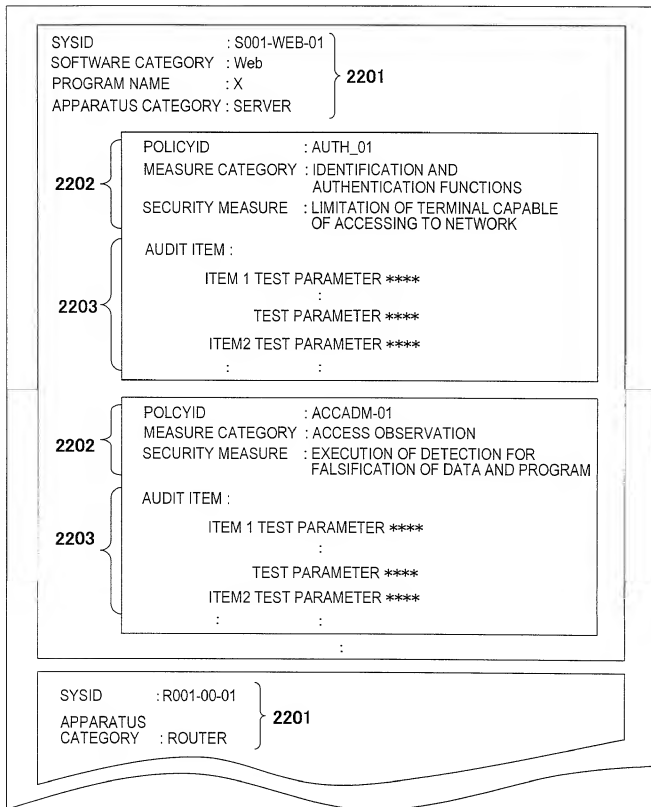 SYSID : S001-WEB-01
SOFTWARE CATEGORY : Web
PROGRAM NAME : X
APPARATUS CATEGORY : SERVER
2201
POLICYID : AUTH_01
MEASURE CATEGORY : IDENTIFICATION AND
AUTHENTICATION FUNCTIONS
2202
SECURITY MEASURE : LIMITATION OF TERMINAL CAPABLE
OF ACCESSING TO NETWORK
AUDIT ITEM :
ITEM 1 TEST PARAMETER ****
:
2203
TEST PARAMETER ****
ITEM2 TEST PARAMETER ****
: :
POLCYID : ACCADM-01
MEASURE CATEGORY : ACCESS OBSERVATION
2202
SECURITY MEASURE : EXECUTION OF DETECTION FOR
FALSIFICATION OF DATA AND PROGRAM
AUDIT ITEM :
ITEM 1 TEST PARAMETER ****
2203
:
TEST PARAMETER ****
ITEM2 TEST PARAMETER ****
: :
:
SYSID : R001-00-01
2201
APPARATUS
CATEGORY : ROUTER